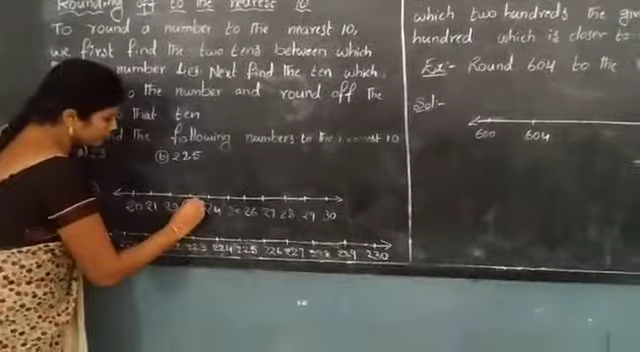 Rounding off to the nearest 10
To round a number to the nearest 10,
we first find the two tens between which
number lies. Next find the ten which
the number and round off the
that ten
the following numbers to the nearest 10
ⓑ 225
20 21 22 24 25 26 27 28 29 30
223 224 225 226 227 228 229 230
which two hundreds the
hundred which is closer to
Ex:- Round 604 to the
Sol:-
600 604